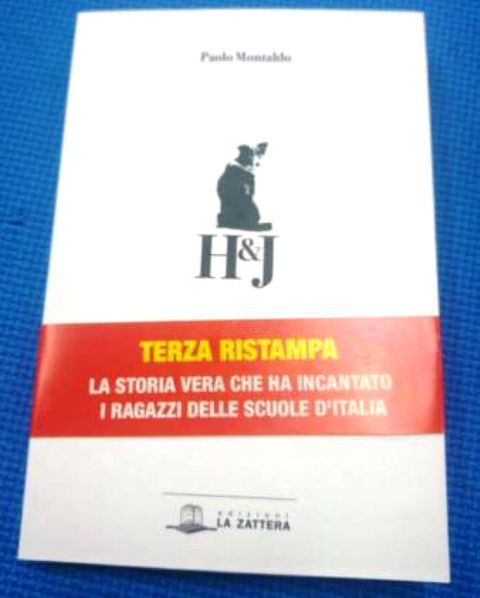 Paolo Montaldo
H&J
TERZA RISTAMPA
LA STORIA VERA CHE HA INCANTATO
I RAGAZZI DELLE SCUOLE D'ITALIA
edizioni
LA ZATTERA